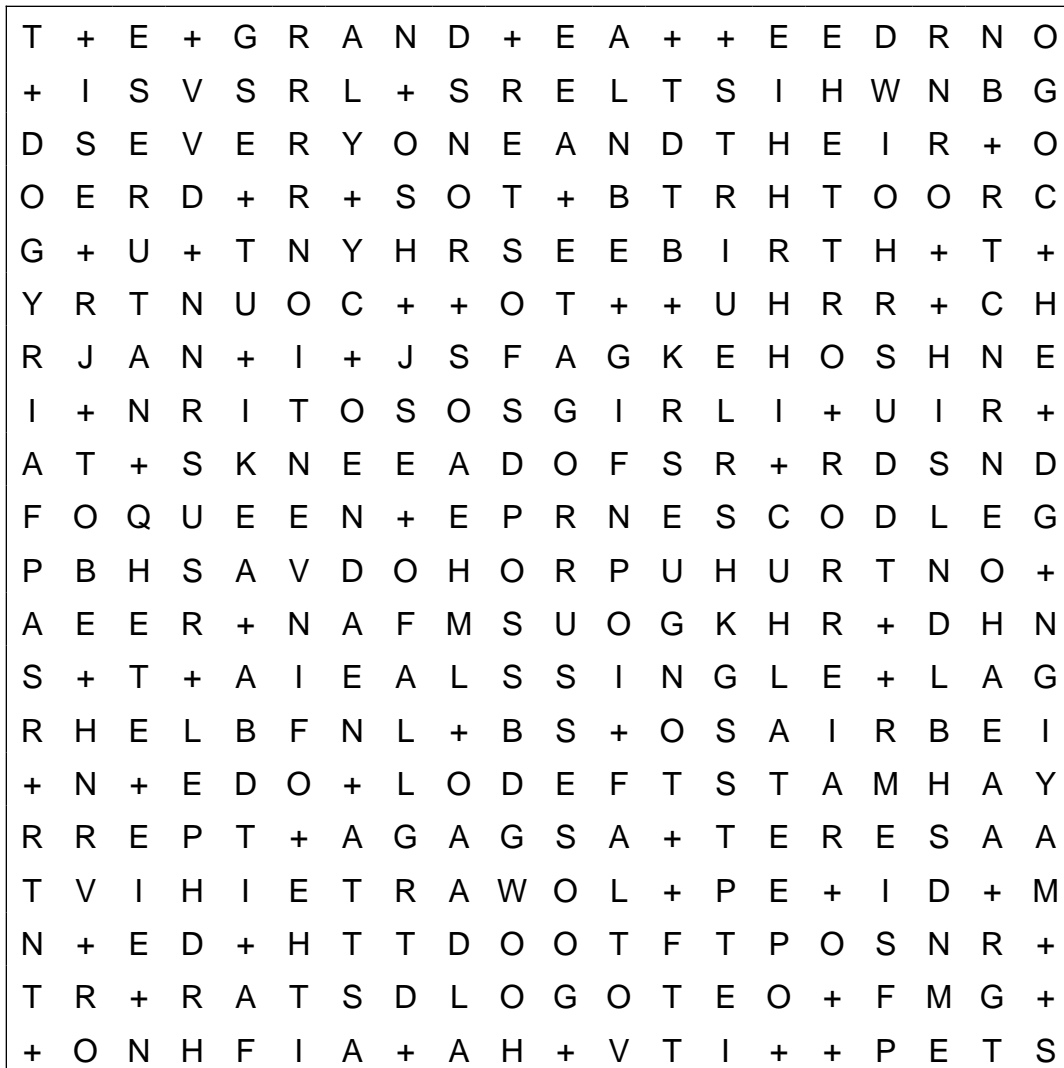 T + E + G R A N D + E A + + E E D R N O
+ I S V S R L + S R E L T S I H W N B G
D S E V E R Y O N E A N D T H E I R + O
O E R D + R + S O T + B T R H T O O R C
G + U + T N Y H R S E E B I R T H + T +
Y R T N U O C + + O T + + U H R R + C H
R J A N + I + J S F A G K E H O S H N E
I + N R I T O S O S G I R L I + U I R +
A T + S K N E E A D O F S R + R D S N D
F O Q U E E N + E P R N E S C O D L E G
P B H S A V D O H O R P U H U R T N O +
A E E R + N A F M S U O G K H R + D H N
S + T + A I E A L S S I N G L E + L A G
R H E L B F N L + B S + O S A I R B E I
+ N + E D O + L O D E F T S T A M H A Y
R R E P T + A G A G S A + T E R E S A A
T V I H I E T R A W O L + P E + I D + M
N + E D + H T T D O O T F T P O S N R +
T R + R A T S D L O G O T E O + F M G +
+ O N H F I A + A H + V T I + + P E T S